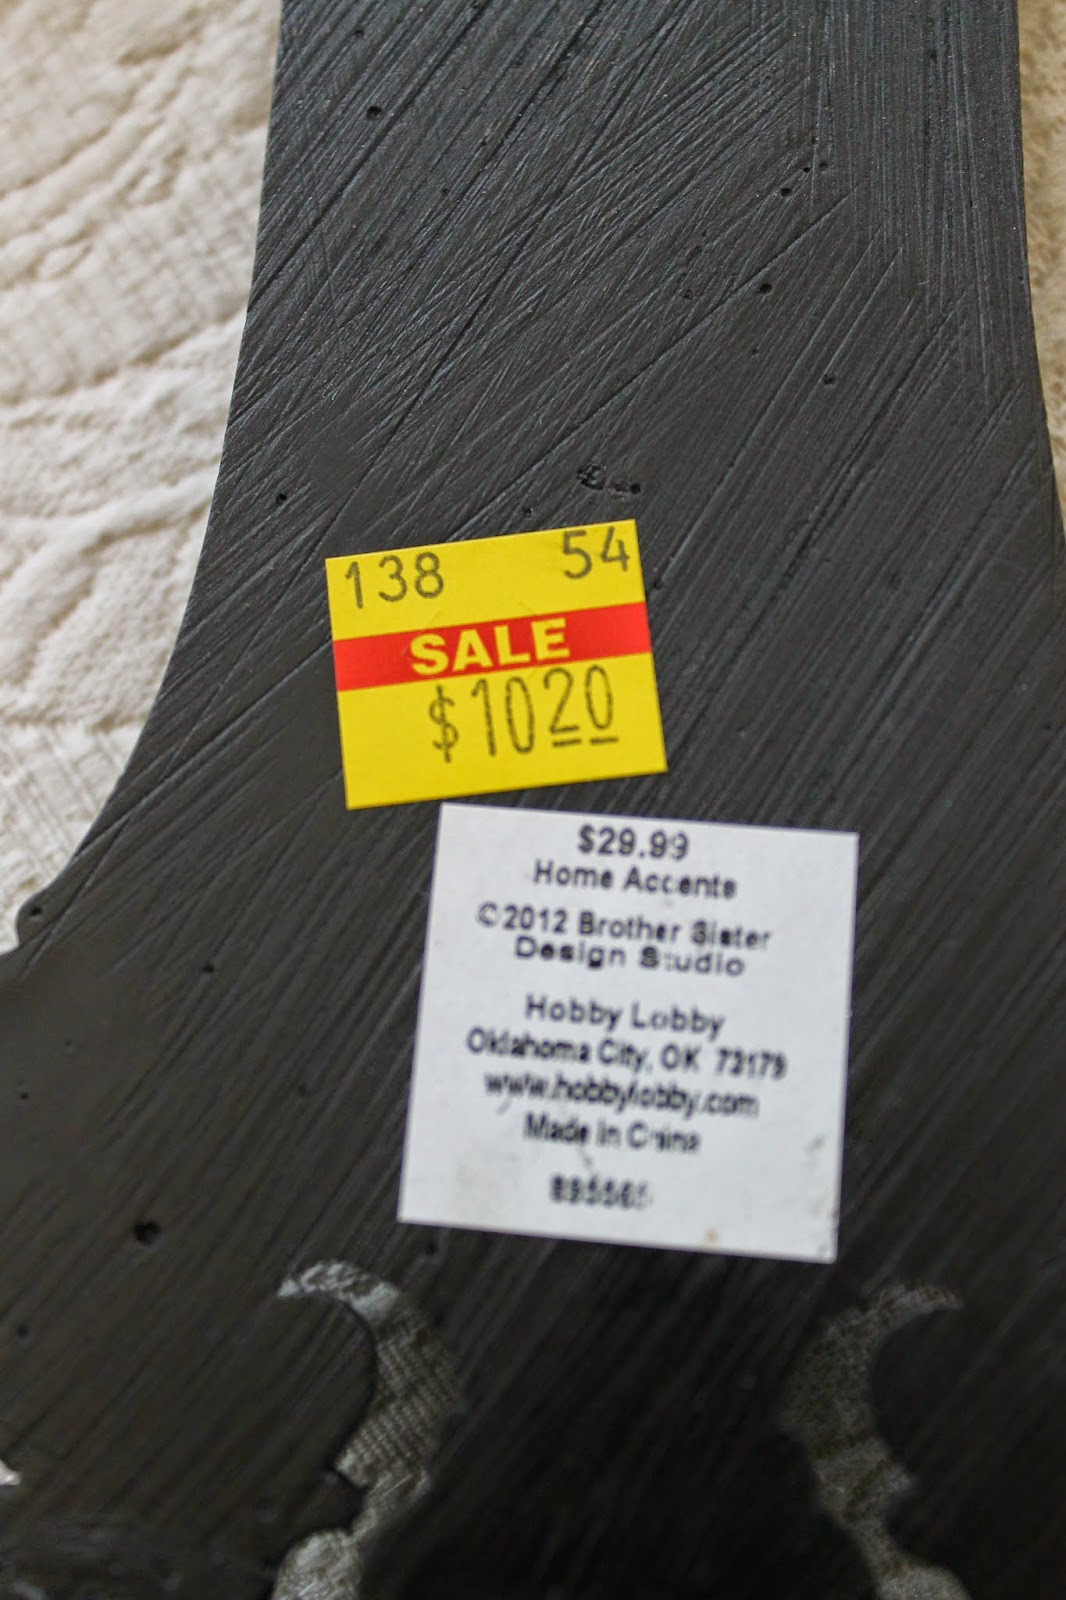 138 54
SALE
$10 20
$29.99
Home Accents
©2012 Brother Sister
Design Studio
Hobby Lobby
Oklahoma City, OK 73179
www.hobbylobby.com
Made in China